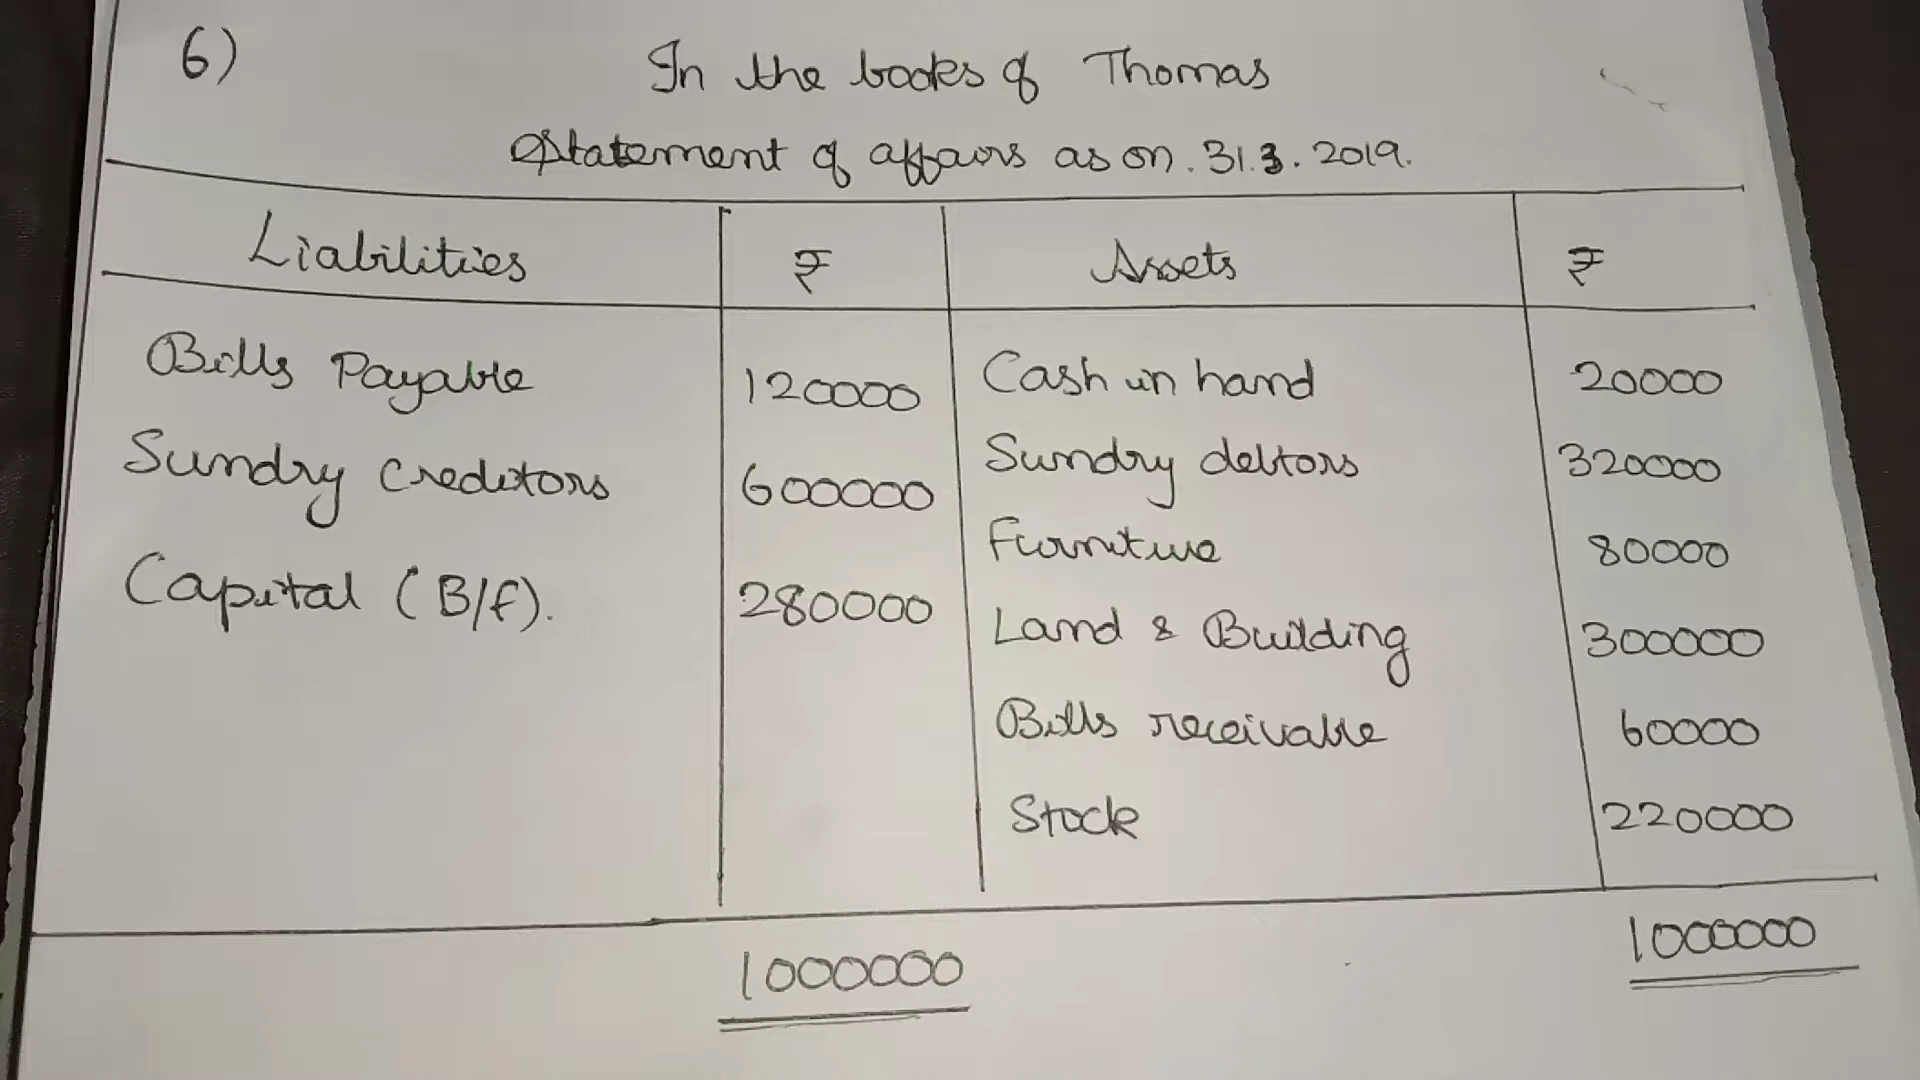 6) In the books of Thomas
Statement of affairs as on. 31.3.2019.
Liabilities ₹ Assets ₹
Bills Payable 120000 Cash in hand 20000
Sundry Creditors 600000 Sundry debtors 320000
Furniture 80000
Capital (B/f). 280000 Land & Building 300000
Bills receivable 60000
Stock 220000
1000000 1000000